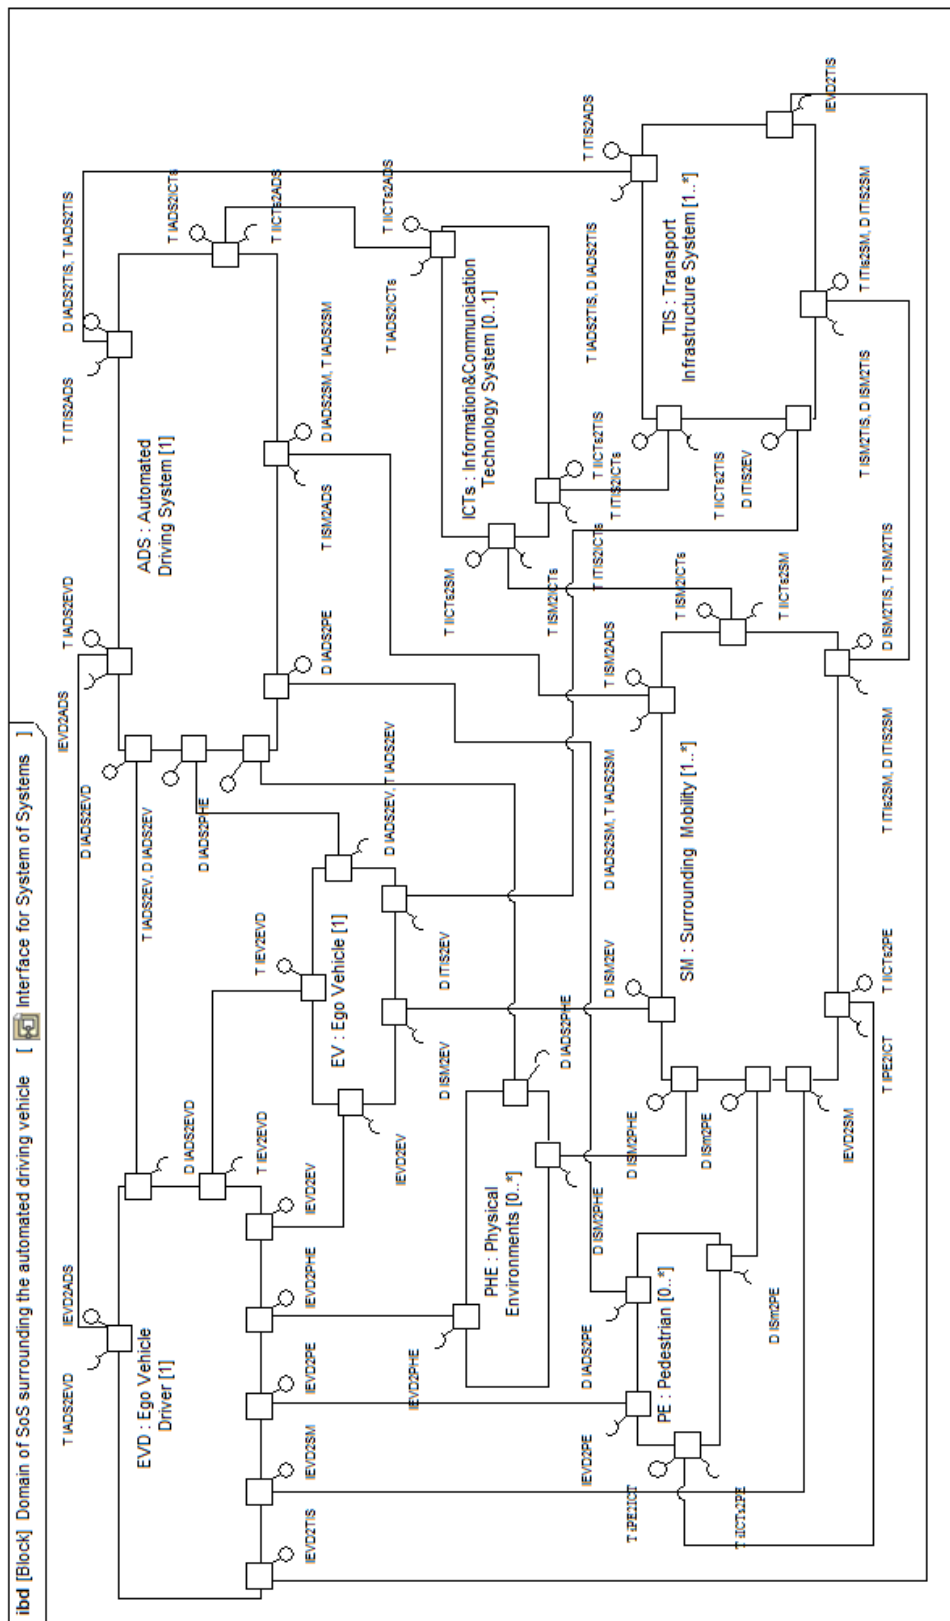 ibd [Block] Domain of SoS surrounding the automated driving vehicle [ Interface for System of Systems ]
T IADS2EVD
IEVD2ADS
IEVD2ADS
T IADS2EVD
T ITIS2ADS
D IADS2TIS, T IADS2TIS
D IADS2EVD
EVD : Ego Vehicle
Driver [1]
T IADS2EV, D IADS2EV
ADS : Automated
Driving System [1]
T IADS2ICTs
D IADS2EVD
D IADS2PHE
T IEV2EVD
T IEV2EVD
T IICTs2ADS
IEVD2TIS
IEVD2SM
IEVD2PE
IEVD2PHE
IEVD2EV
D IADS2PE
T ISM2ADS
D IADS2SM, T IADS2SM
EV : Ego Vehicle [1]
D IADS2EV, T IADS2EV
T IADS2ICTs
T IICTs2ADS
IEVD2EV
IEVD2PHE
D ISM2EV
D ITIS2EV
T IICTs2SM
ICTs : Information&Communication
Technology System [0..1]
PHE : Physical
Environments [0..*]
T ISM2ICTs
D IADS2PHE
IEVD2PE
D IADS2PE
D ISM2PHE
T ITIS2ICTs
T IICTs2TIS
T IADS2TIS, D IADS2TIS
T ITIS2ADS
D ISM2EV
D IADS2SM, T IADS2SM
T ISM2ADS
T ITIS2ICTs
T iPE2ICT
D ISM2PHE
PE : Pedestrian [0..*]
SM : Surrounding Mobility [1..*]
T ISM2ICTs
TIS : Transport
Infrastructure System [1..*]
D ISm2PE
T IICTs2TIS
T iICTs2PE
D ITIS2EV
D ISm2PE
T IICTs2SM
IEVD2TIS
IEVD2SM
T ISM2TIS, D ISM2TIS
T ITIs2SM, D ITIS2SM
T IPE2ICT
T IICTs2PE
T ITIs2SM, D ITIS2SM
D ISM2TIS, T ISM2TIS